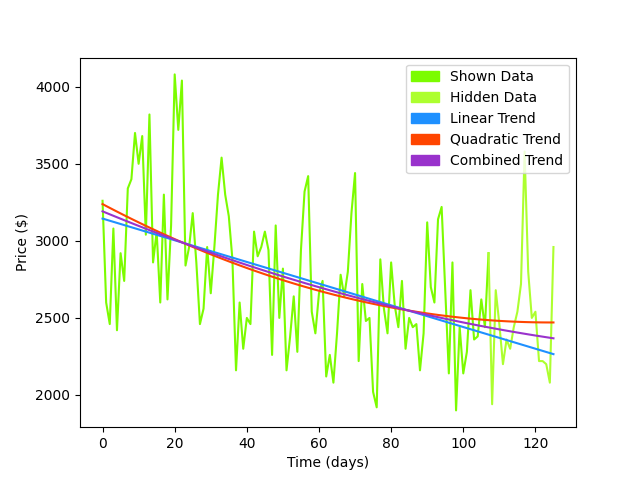 Shown Data
Hidden Data
Linear Trend
Quadratic Trend
Combined Trend
4000
3500
3000
2500
2000
Price ($)
0 20 40 60 80 100 120
Time (days)